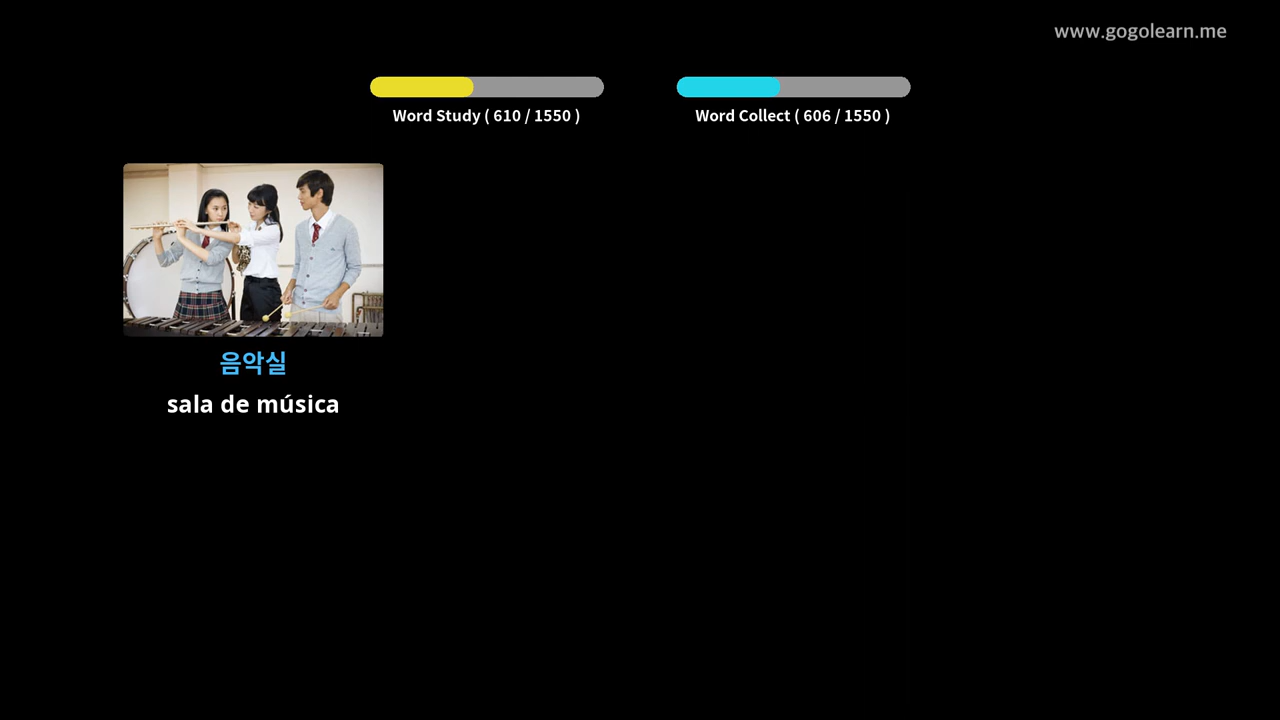 www.gogolearn.me
Word Study ( 610 / 1550 )
Word Collect ( 606 / 1550 )
음악실
sala de música